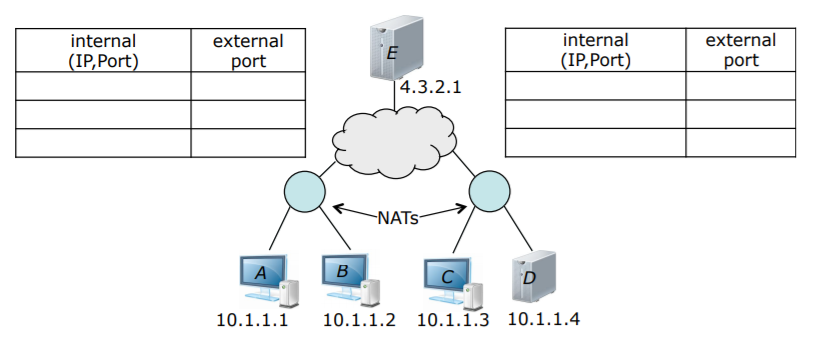 internal external
(IP,Port) port
E
internal external
(IP,Port) port
4.3.2.1
NATs
A
B
C
D
10.1.1.1
10.1.1.2
10.1.1.3
10.1.1.4